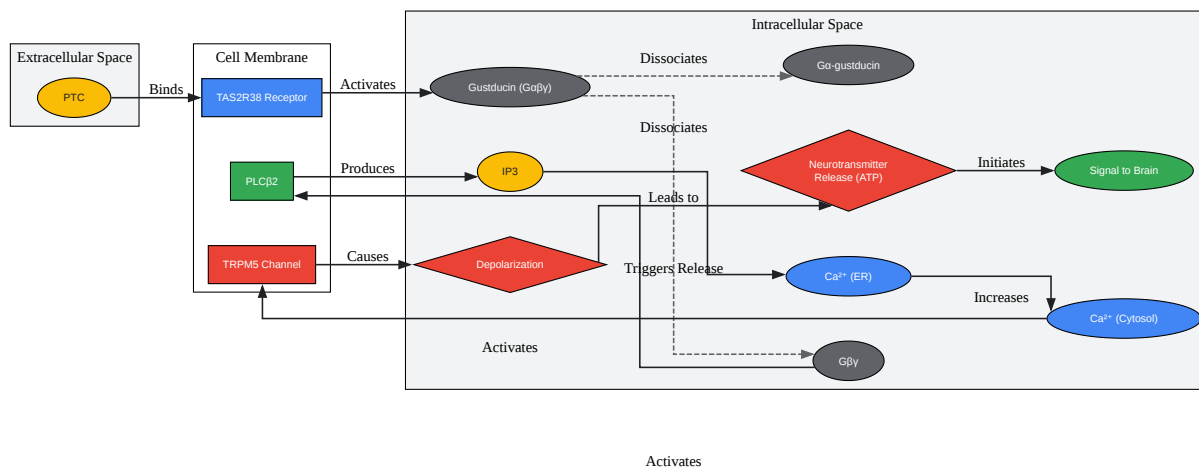 Intracellular Space
Extracellular Space
Cell Membrane
PTC
Binds
TAS2R38 Receptor
Activates
Gustducin (Gαβγ)
Dissociates
Gα-gustducin
Dissociates
PLCβ2
Produces
IP3
Neurotransmitter
Release (ATP)
Initiates
Signal to Brain
Leads to
TRPM5 Channel
Causes
Depolarization
Triggers Release
Ca²⁺ (ER)
Increases
Ca²⁺ (Cytosol)
Activates
Gβγ
Activates